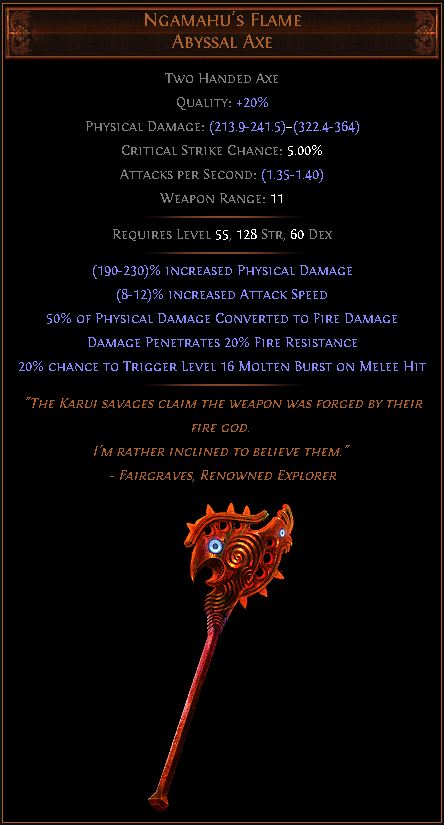 Ngamahu's Flame
Abyssal Axe
Two Handed Axe
Quality: +20%
Physical Damage: (213.9-241.5)–(322.4-364)
Critical Strike Chance: 5.00%
Attacks per Second: (1.35-1.40)
Weapon Range: 11
Requires Level 55, 128 Str, 60 Dex
(190-230)% increased Physical Damage
(8-12)% increased Attack Speed
50% of Physical Damage Converted to Fire Damage
Damage Penetrates 20% Fire Resistance
20% chance to Trigger Level 16 Molten Burst on Melee Hit
"The Karui savages claim the weapon was forged by their
fire god.
I'm rather inclined to believe them."
- Fairgraves, Renowned Explorer